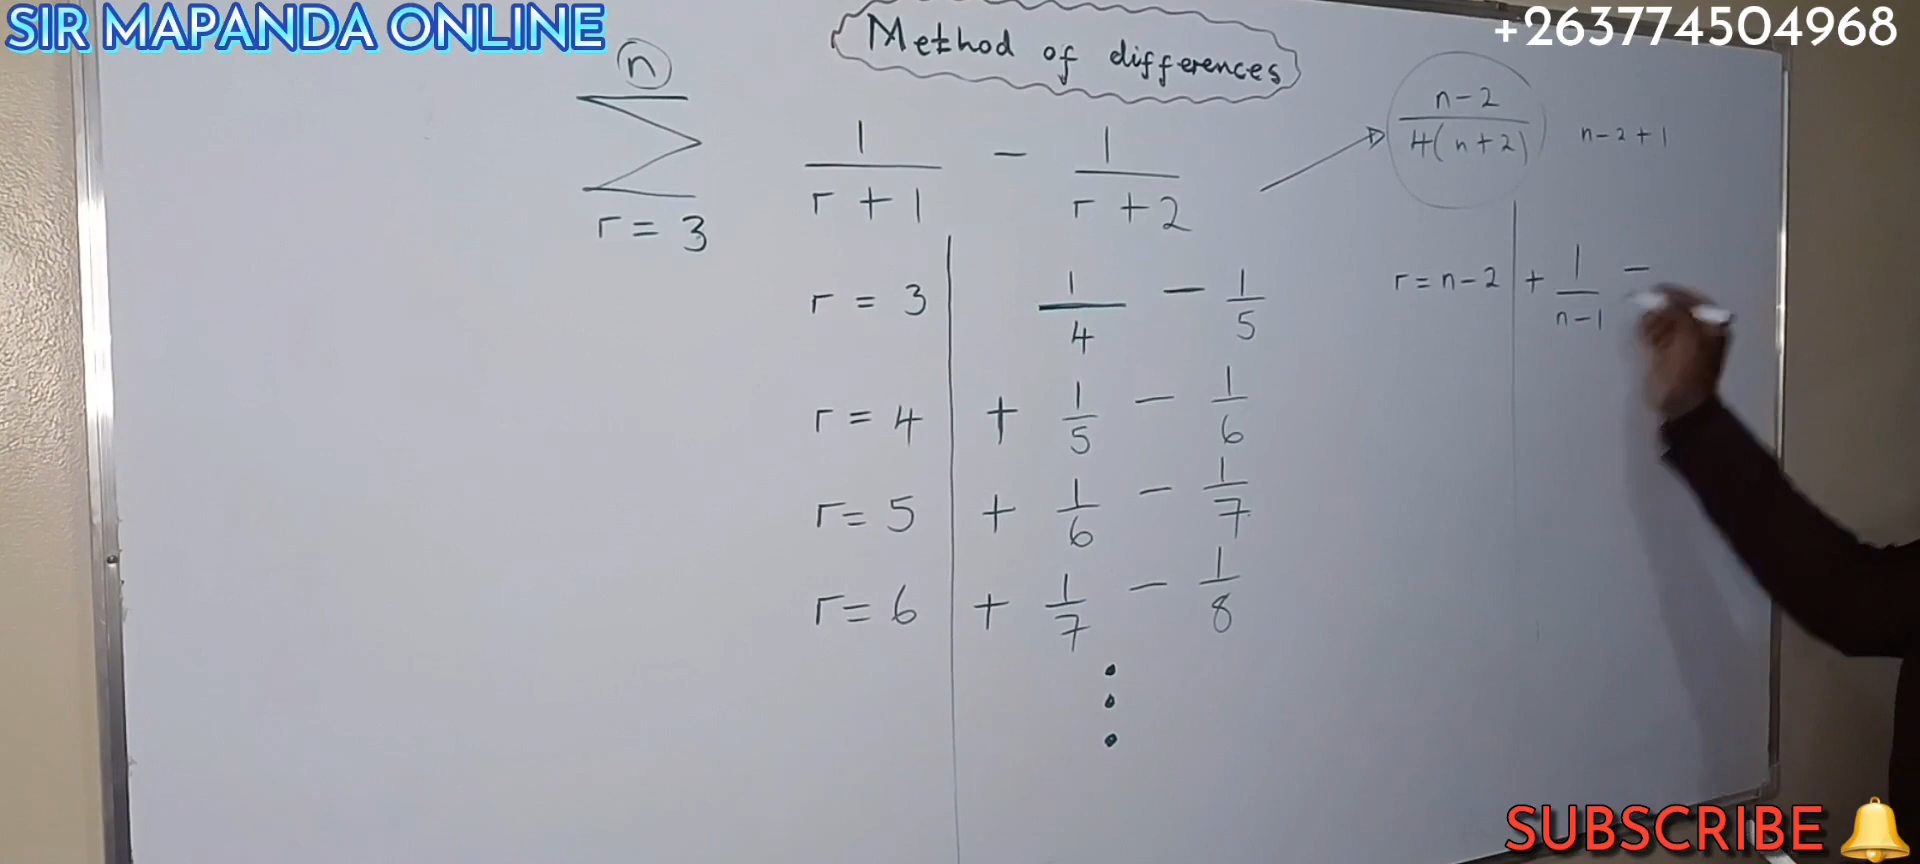 SIR MAPANDA ONLINE
+263774504968
Method of differences
n
∑ 1/(r+1) - 1/(r+2)
r = 3
(n-2)/(4(n+2))
n-2+1
r = 3 | 1/4 - 1/5
r = 4 | + 1/5 - 1/6
r = 5 | + 1/6 - 1/7
r = 6 | + 1/7 - 1/8
r = n-2 | + 1/(n-1) -
SUBSCRIBE